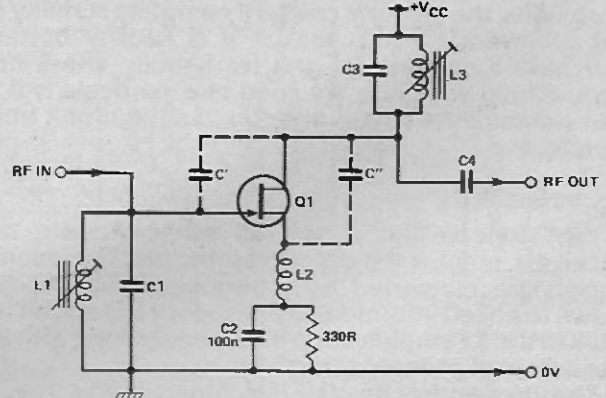 +VCC
C3
L3
C4
RF IN
C'
C"
RF OUT
Q1
L1
C1
L2
C2
100n
330R
0V